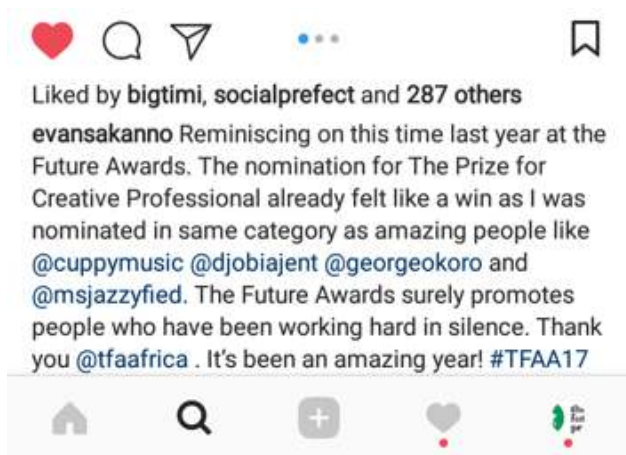 Liked by bigtimi, socialprefect and 287 others
evansakanno Reminiscing on this time last year at the
Future Awards. The nomination for The Prize for
Creative Professional already felt like a win as I was
nominated in same category as amazing people like
@cuppymusic @djobiajent @georgeokoro and
@msjazzyfied. The Future Awards surely promotes
people who have been working hard in silence. Thank
you @tfaafrica . It's been an amazing year! #TFAA17